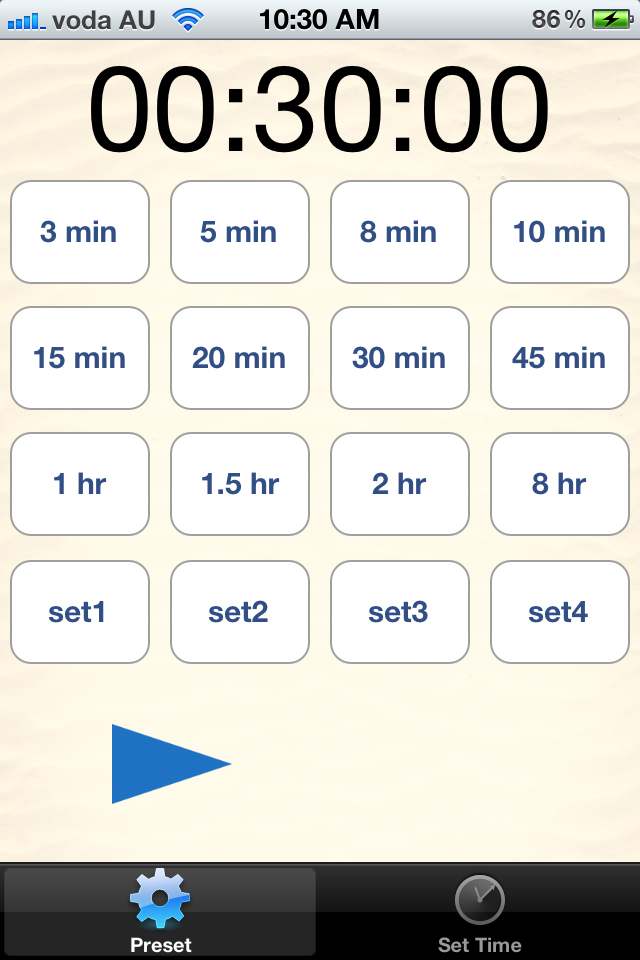 voda AU 10:30 AM 86%
00:30:00
3 min 5 min 8 min 10 min
15 min 20 min 30 min 45 min
1 hr 1.5 hr 2 hr 8 hr
set1 set2 set3 set4
Preset Set Time